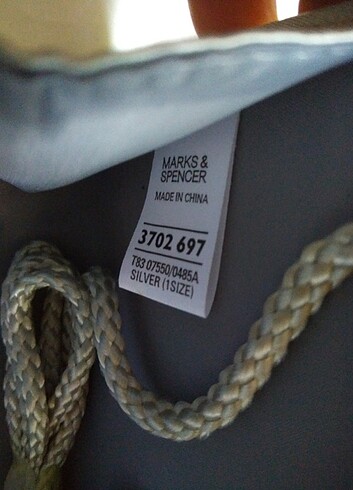 MARKS &
SPENCER
MADE IN CHINA
3702 697
T83 07550/0485A
SILVER (1SIZE)